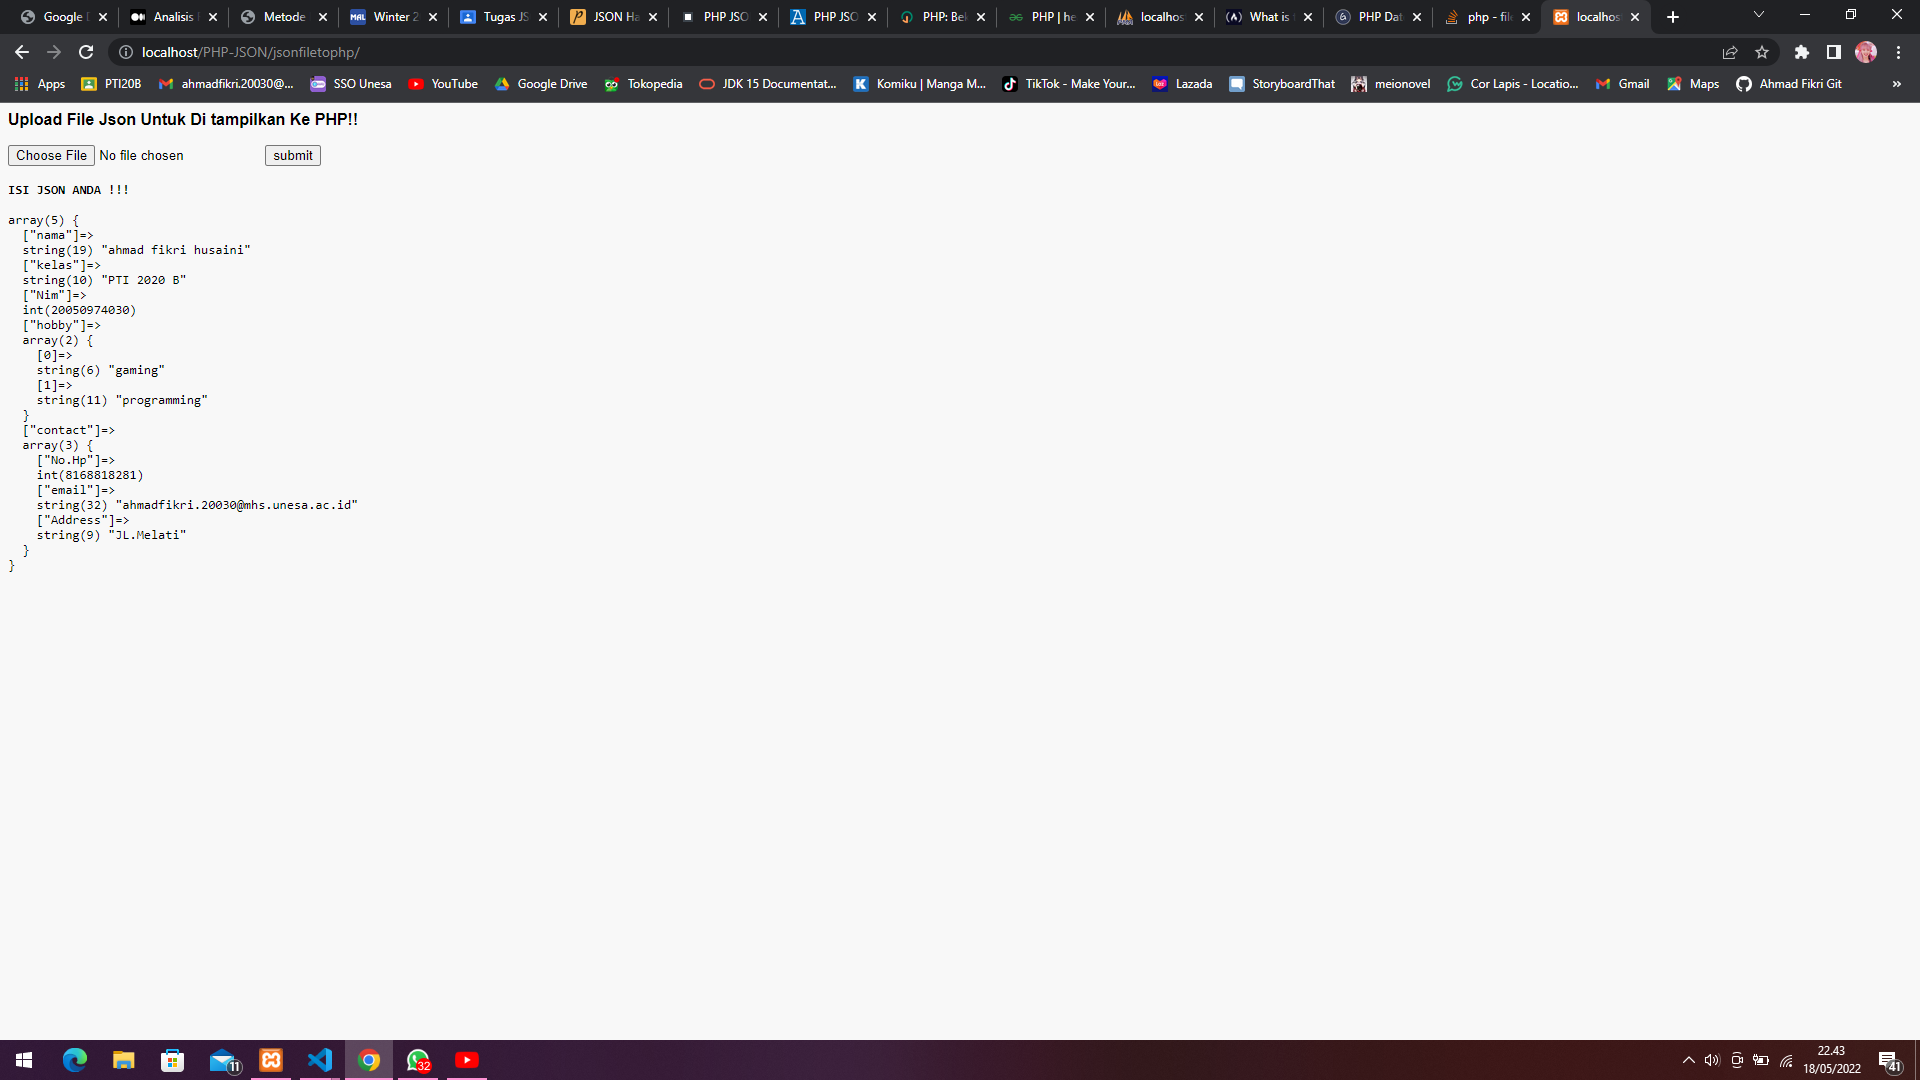 Google D
Analisis F
Metode
Winter 2
Tugas JS
JSON Ha
PHP JSO
PHP JSO
PHP: Bel
PHP | he
localhos
What is
PHP Dat
php - file
localhos
localhost/PHP-JSON/jsonfiletophp/
Apps
PTI20B
ahmadfikri.20030@...
SSO Unesa
YouTube
Google Drive
Tokopedia
JDK 15 Documentat...
Komiku | Manga M...
TikTok - Make Your...
Lazada
StoryboardThat
meionovel
Cor Lapis - Locatio...
Gmail
Maps
Ahmad Fikri Git
»
Upload File Json Untuk Di tampilkan Ke PHP!!
Choose File No file chosen submit
ISI JSON ANDA !!!
array(5) {
["nama"]=>
string(19) "ahmad fikri husaini"
["kelas"]=>
string(10) "PTI 2020 B"
["Nim"]=>
int(20050974030)
["hobby"]=>
array(2) {
[0]=>
string(6) "gaming"
[1]=>
string(11) "programming"
}
["contact"]=>
array(3) {
["No.Hp"]=>
int(8168818281)
["email"]=>
string(32) "ahmadfikri.20030@mhs.unesa.ac.id"
["Address"]=>
string(9) "JL.Melati"
}
}
11
32
22.43
18/05/2022
41